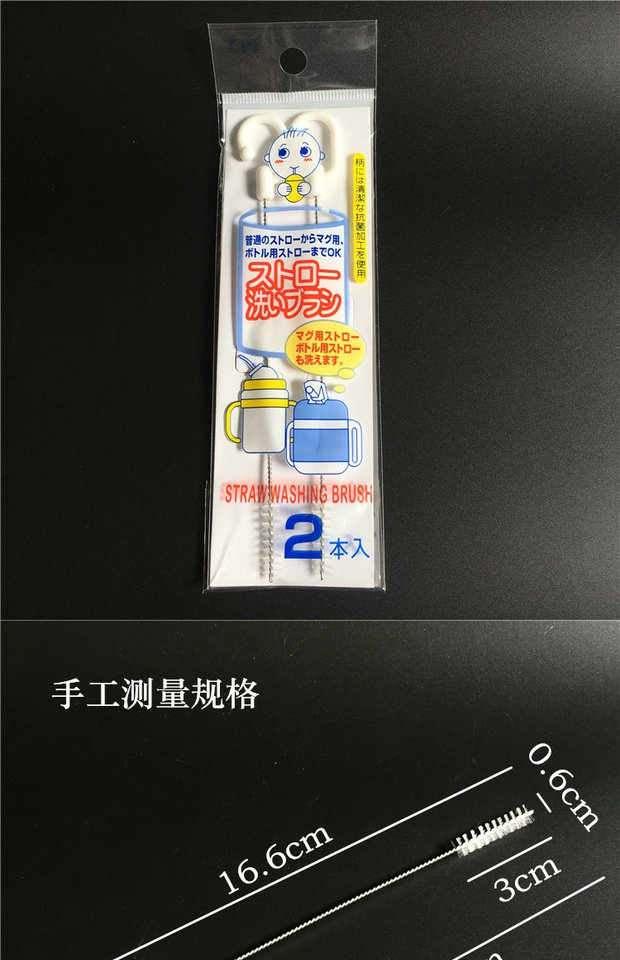 普通のストローからマグ用、
ボトル用ストローまでOK
ストロー
洗いブラシ
柄には清潔な抗菌加工を使用
マグ用ストロー
ボトル用ストロー
も洗えます。
STRAW WASHING BRUSH
2本入
手工测量规格
0.6cm
16.6cm
3cm